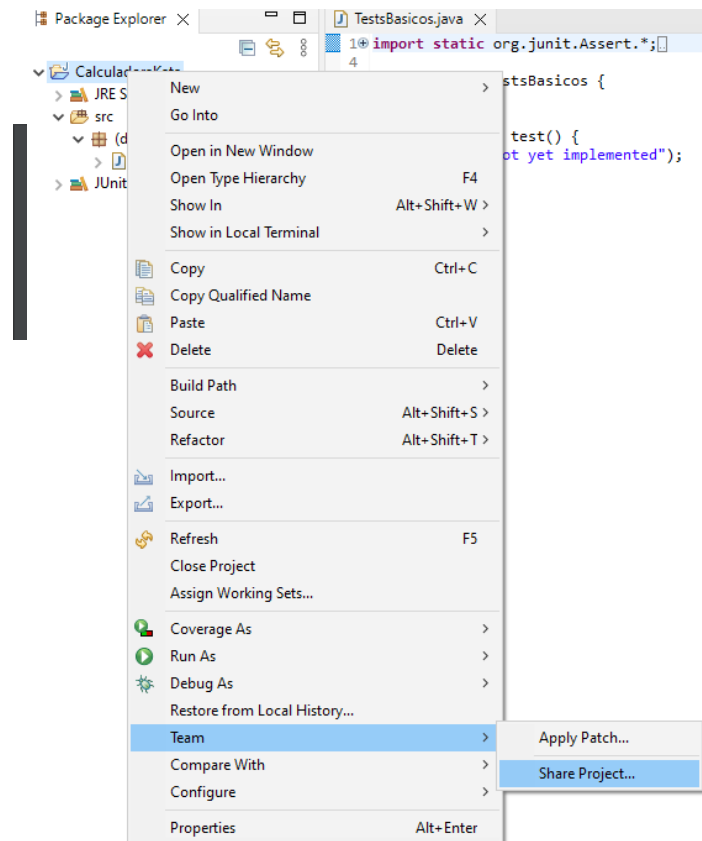 Package Explorer
TestsBasicos.java
1 import static org.junit.Assert.*;
4
stsBasicos {
test() {
ot yet implemented");
JRE S
src
(d
JUnit
New
Go Into
Open in New Window
Open Type Hierarchy F4
Show In Alt+Shift+W >
Show in Local Terminal >
Copy Ctrl+C
Copy Qualified Name
Paste Ctrl+V
Delete Delete
Build Path >
Source Alt+Shift+S >
Refactor Alt+Shift+T >
Import...
Export...
Refresh F5
Close Project
Assign Working Sets...
Coverage As >
Run As >
Debug As >
Restore from Local History...
Team >
Apply Patch...
Share Project...
Compare With >
Configure >
Properties Alt+Enter